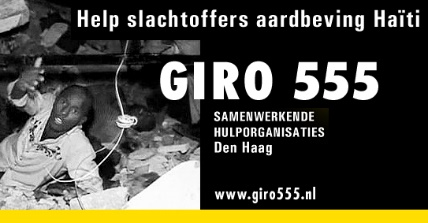 Help slachtoffers aardbeving Haïti
GIRO 555
SAMENWERKENDE
HULPORGANISATIES
Den Haag
www.giro555.nl